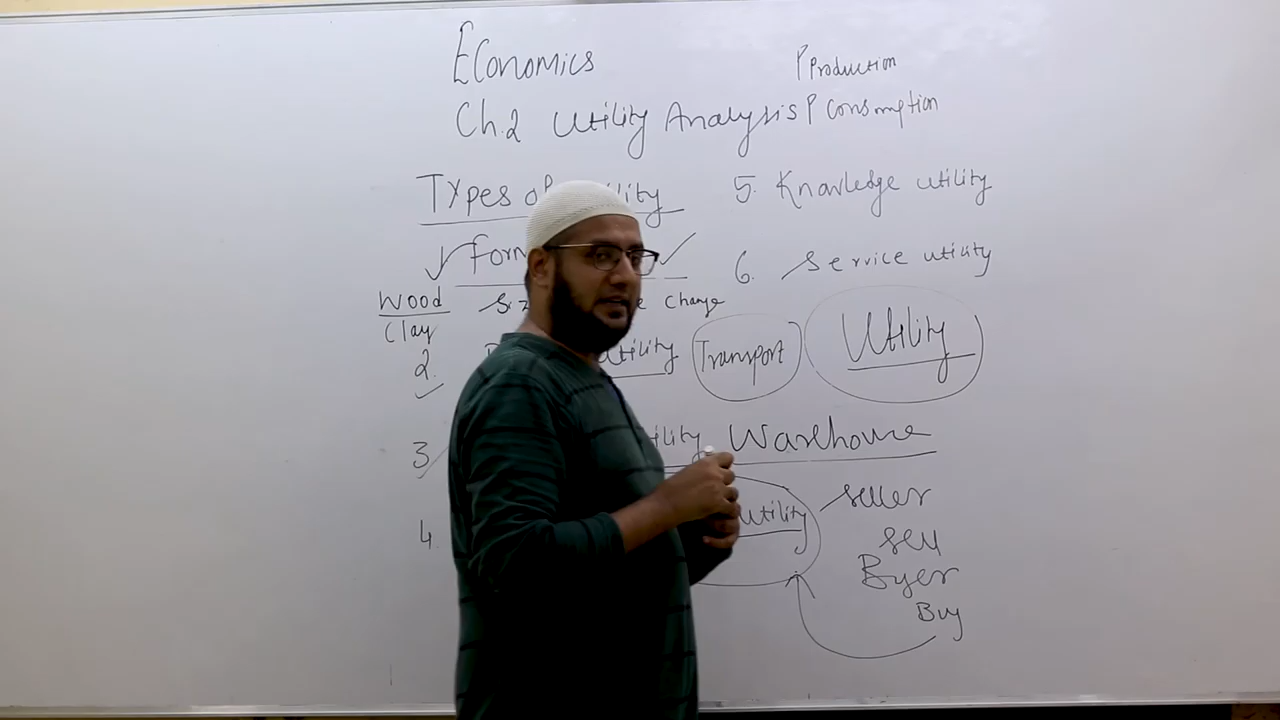 Economics
Ch.2 Utility Analysis
P Production
P Consumption
Types of
Form
Wood
Clay
Change
2.
Utility
Transport
3
Warehouse
4
Utility
seller
sell
Byer
Buy
5. Knowledge utility
6. Service utility
Utility